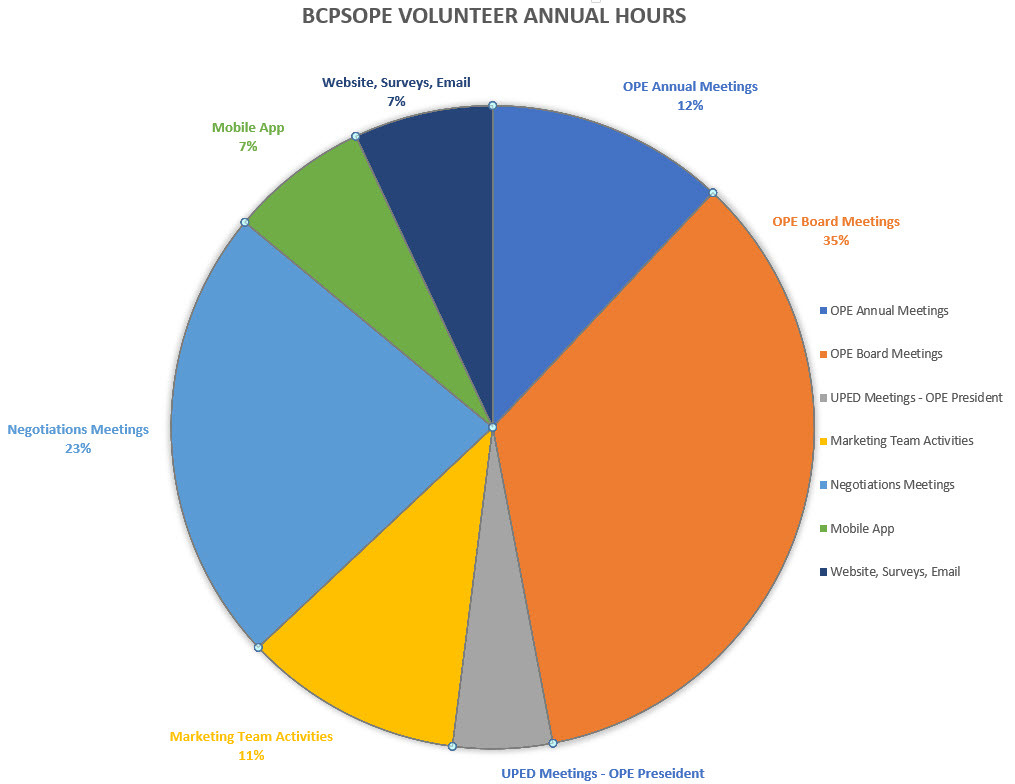 BCPSOPE VOLUNTEER ANNUAL HOURS
Website, Surveys, Email
7%
OPE Annual Meetings
12%
Mobile App
7%
OPE Board Meetings
35%
OPE Annual Meetings
OPE Board Meetings
UPED Meetings - OPE President
Marketing Team Activities
Negotiations Meetings
Mobile App
Website, Surveys, Email
Negotiations Meetings
23%
Marketing Team Activities
11%
UPED Meetings - OPE Preseident